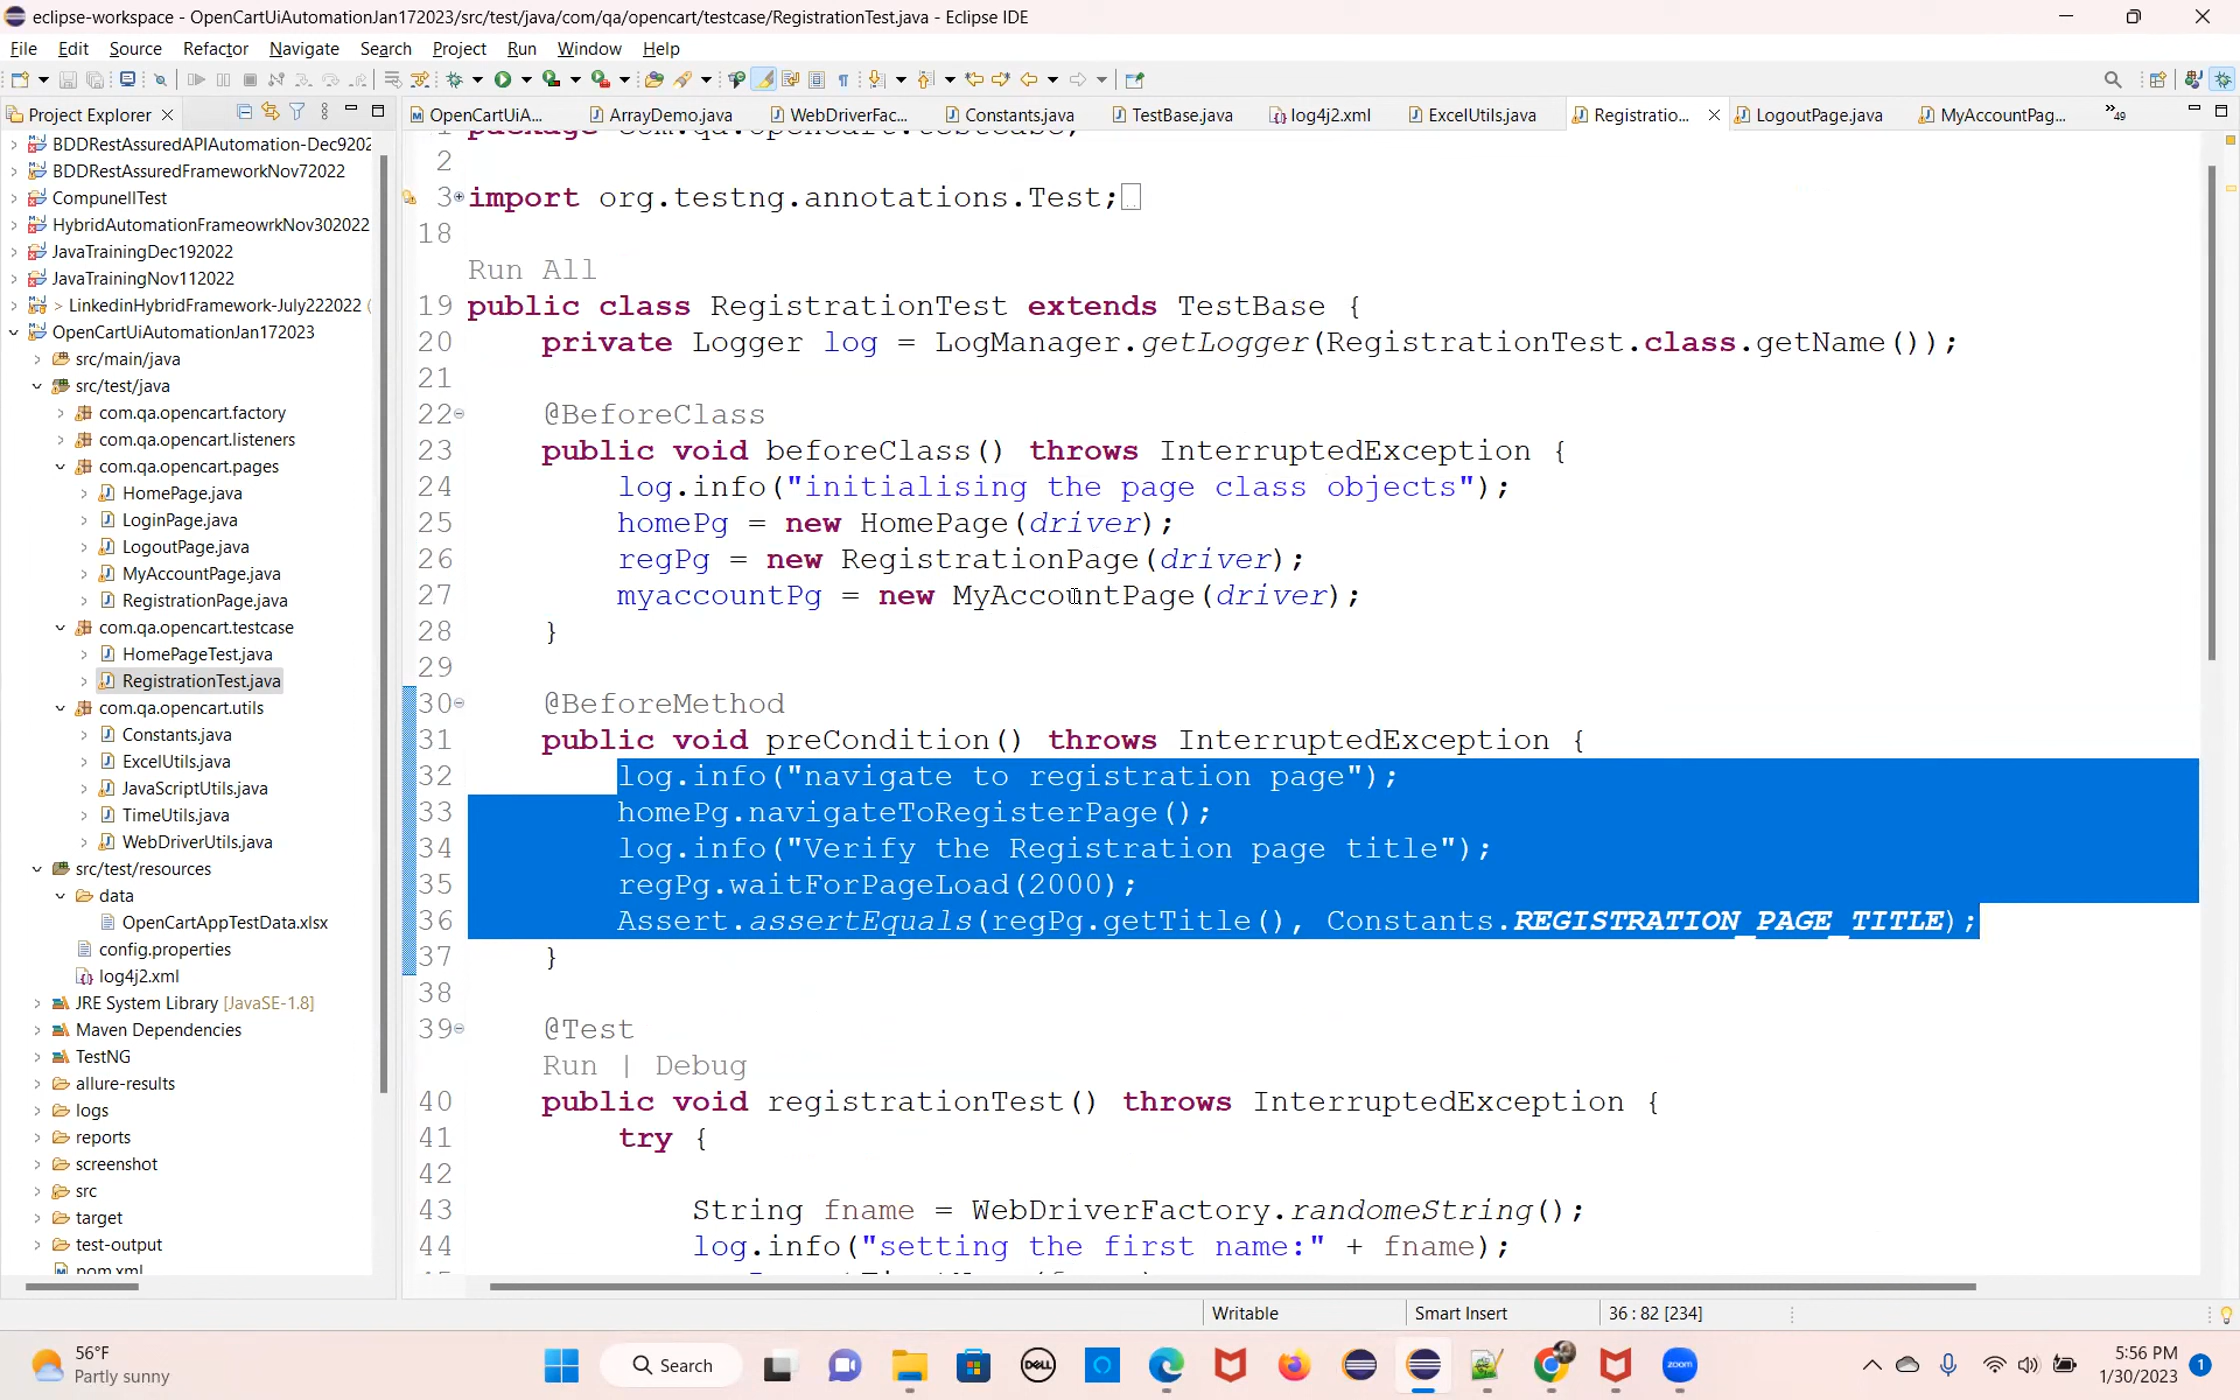 eclipse-workspace - OpenCartUiAutomationJan172023/src/test/java/com/qa/opencart/testcase/RegistrationTest.java - Eclipse IDE
File Edit Source Refactor Navigate Search Project Run Window Help
Project Explorer
OpenCartUiA... ArrayDemo.java WebDriverFac... Constants.java TestBase.java log4j2.xml ExcelUtils.java Registratio... LogoutPage.java MyAccountPag... »49
BDDRestAssuredAPIAutomation-Dec9202
BDDRestAssuredFrameworkNov72022
CompunellTest
HybridAutomationFrameowrkNov302022
JavaTrainingDec192022
JavaTrainingNov112022
> LinkedinHybridFramework-July222022 (
OpenCartUiAutomationJan172023
src/main/java
src/test/java
com.qa.opencart.factory
com.qa.opencart.listeners
com.qa.opencart.pages
HomePage.java
LoginPage.java
LogoutPage.java
MyAccountPage.java
RegistrationPage.java
com.qa.opencart.testcase
HomePageTest.java
RegistrationTest.java
com.qa.opencart.utils
Constants.java
ExcelUtils.java
JavaScriptUtils.java
TimeUtils.java
WebDriverUtils.java
src/test/resources
data
OpenCartAppTestData.xlsx
config.properties
log4j2.xml
JRE System Library [JavaSE-1.8]
Maven Dependencies
TestNG
allure-results
logs
reports
screenshot
src
target
test-output
pom.xml
1 package com.qa.opencart.testcase;
2
3 import org.testng.annotations.Test;
18
Run All
19 public class RegistrationTest extends TestBase {
20 private Logger log = LogManager.getLogger(RegistrationTest.class.getName());
21
22 @BeforeClass
23 public void beforeClass() throws InterruptedException {
24 log.info("initialising the page class objects");
25 homePg = new HomePage(driver);
26 regPg = new RegistrationPage(driver);
27 myaccountPg = new MyAccountPage(driver);
28 }
29
30 @BeforeMethod
31 public void preCondition() throws InterruptedException {
32 log.info("navigate to registration page");
33 homePg.navigateToRegisterPage();
34 log.info("Verify the Registration page title");
35 regPg.waitForPageLoad(2000);
36 Assert.assertEquals(regPg.getTitle(), Constants.REGISTRATION_PAGE_TITLE);
37 }
38
39 @Test
Run | Debug
40 public void registrationTest() throws InterruptedException {
41 try {
42
43 String fname = WebDriverFactory.randomeString();
44 log.info("setting the first name:" + fname);
Writable Smart Insert 36 : 82 [234]
56°F
Partly sunny
Search
DELL
zoom
5:56 PM
1/30/2023
1